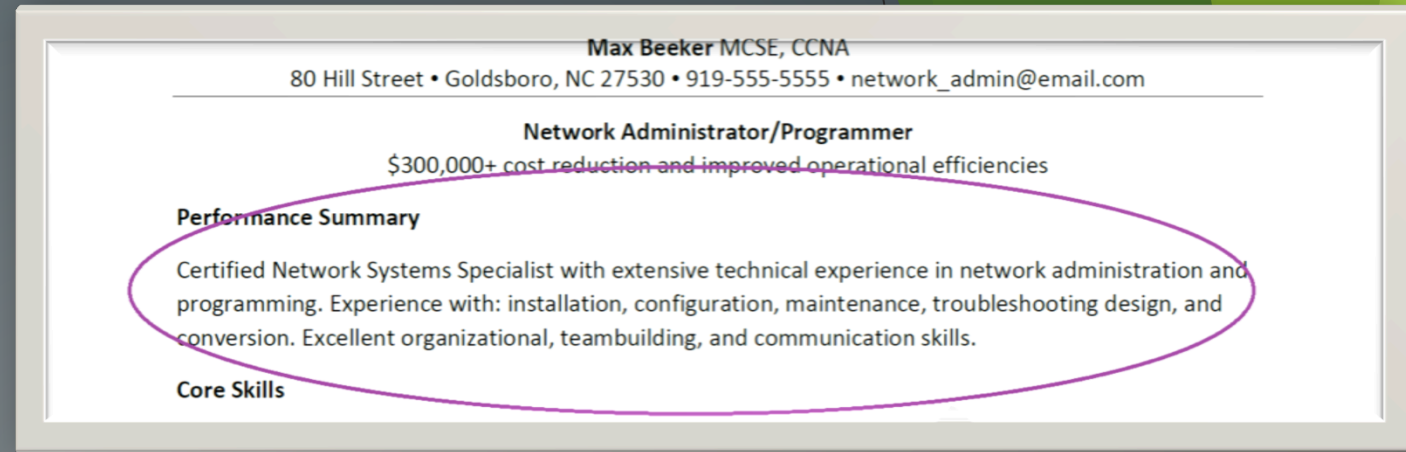 Max Beeker MCSE, CCNA
80 Hill Street • Goldsboro, NC 27530 • 919-555-5555 • network_admin@email.com
Network Administrator/Programmer
$300,000+ cost reduction and improved operational efficiencies
Performance Summary
Certified Network Systems Specialist with extensive technical experience in network administration and
programming. Experience with: installation, configuration, maintenance, troubleshooting design, and
conversion. Excellent organizational, teambuilding, and communication skills.
Core Skills